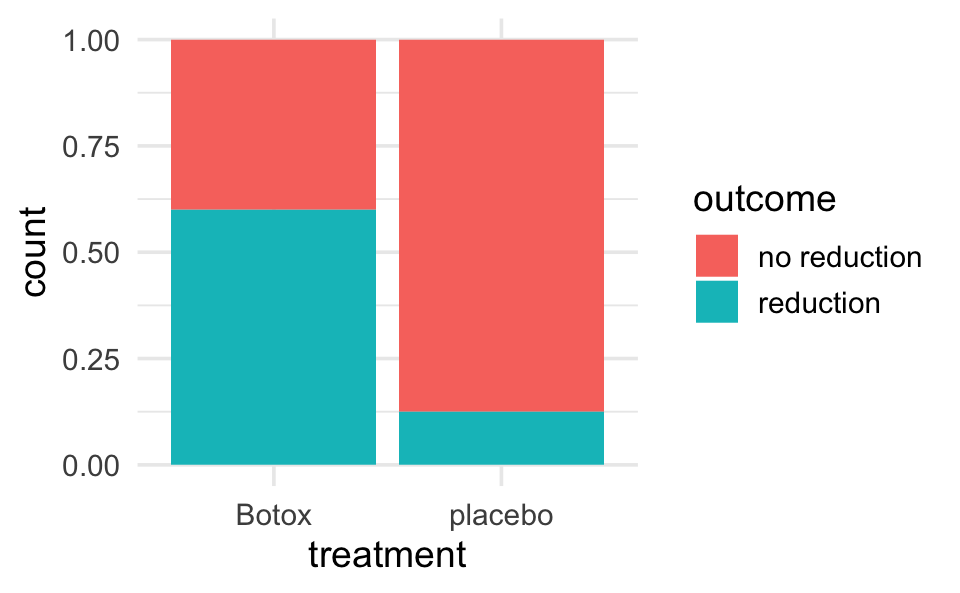 count
1.00
0.75
0.50
0.25
0.00
Botox placebo
treatment
outcome
no reduction
reduction